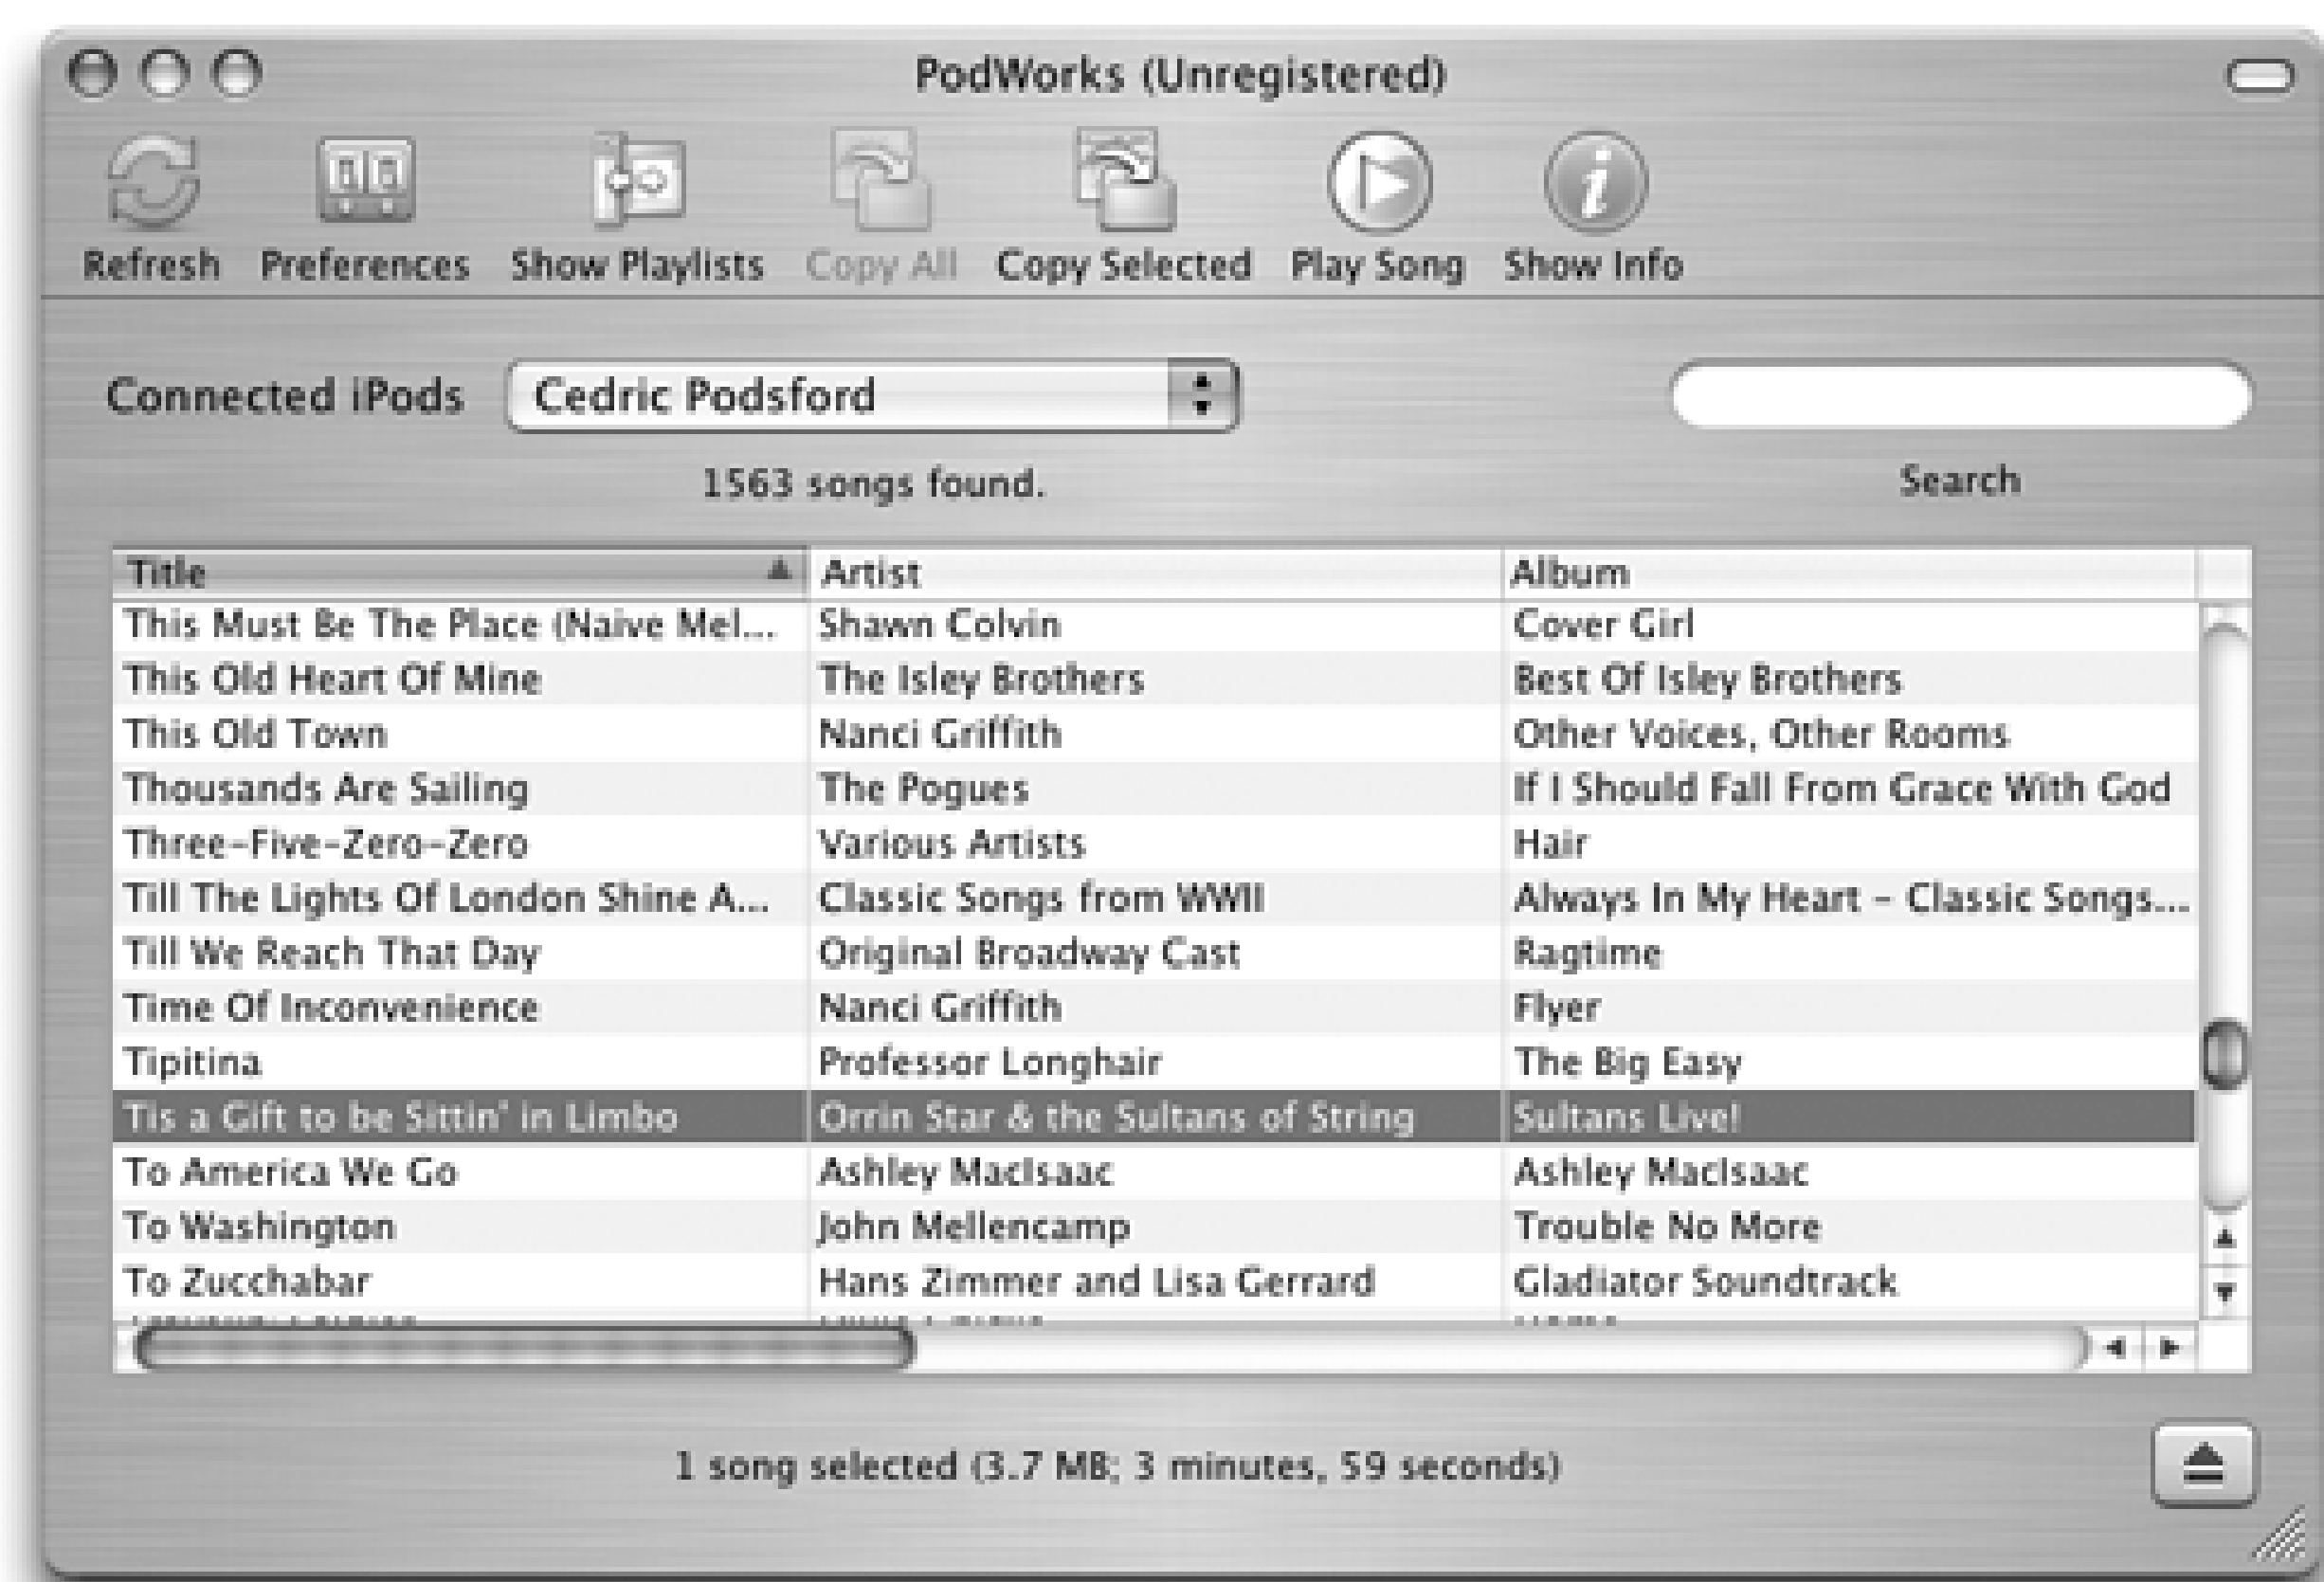 PodWorks (Unregistered)
Refresh Preferences Show Playlists Copy All Copy Selected Play Song Show Info
Connected iPods Cedric Podsford
1563 songs found. Search
Title Artist Album
This Must Be The Place (Naive Mel... Shawn Colvin Cover Girl
This Old Heart Of Mine The Isley Brothers Best Of Isley Brothers
This Old Town Nanci Griffith Other Voices, Other Rooms
Thousands Are Sailing The Pogues If I Should Fall From Grace With God
Three-Five-Zero-Zero Various Artists Hair
Till The Lights Of London Shine A... Classic Songs from WWII Always In My Heart - Classic Songs....
Till We Reach That Day Original Broadway Cast Ragtime
Time Of Inconvenience Nanci Griffith Flyer
Tipitina Professor Longhair The Big Easy
Tis a Gift to be Sittin' in Limbo Orrin Star & the Sultans of String Sultans Live!
To America We Go Ashley MacIsaac Ashley MacIsaac
To Washington John Mellencamp Trouble No More
To Zucchabar Hans Zimmer and Lisa Gerrard Gladiator Soundtrack
1 song selected (3.7 MB; 3 minutes, 59 seconds)